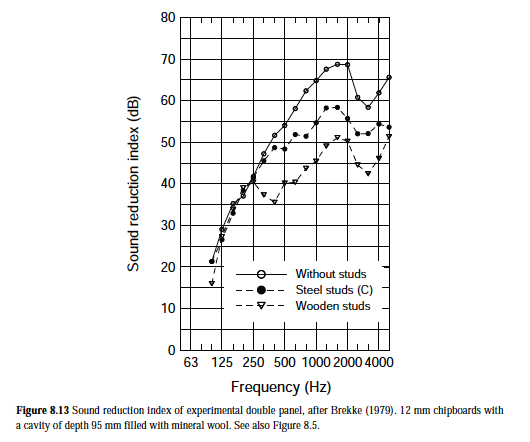 80
70
60
50
40
30
20
10
0
Sound reduction index (dB)
Without studs
Steel studs (C)
Wooden studs
63 125 250 500 1000 2000 4000
Frequency (Hz)
Figure 8.13 Sound reduction index of experimental double panel, after Brekke (1979). 12 mm chipboards with
a cavity of depth 95 mm filled with mineral wool. See also Figure 8.5.